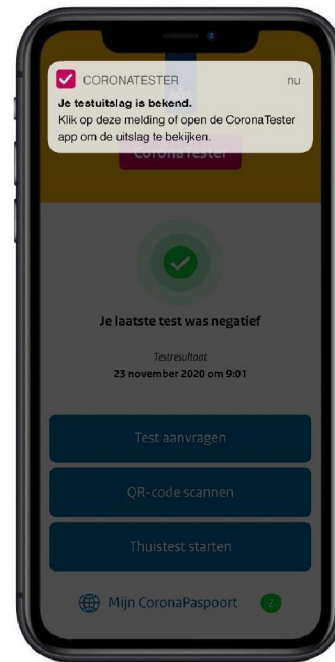 CORONATESTER nu
Je testuitslag is bekend.
Klik op deze melding of open de CoronaTester
app om de uitslag te bekijken.
CoronaTester
Je laatste test was negatief
Testresultaat
23 november 2020 om 9:01
Test aanvragen
QR-code scannen
Thuistest starten
Mijn CoronaPaspoort 2